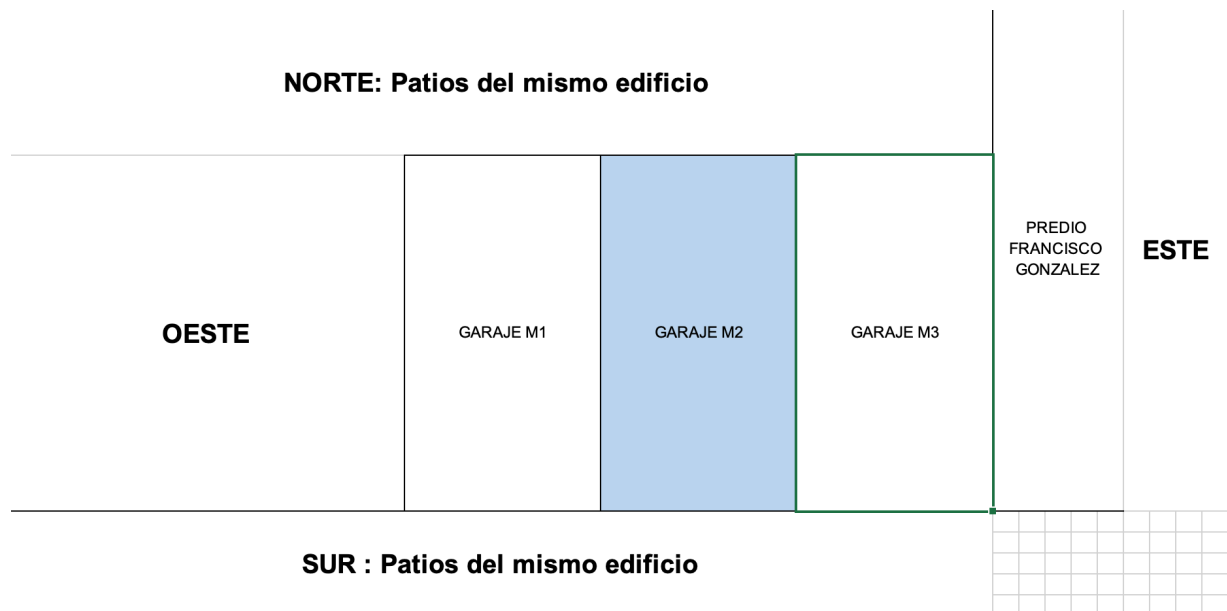 NORTE: Patios del mismo edificio
PREDIO
FRANCISCO
GONZALEZ
ESTE
OESTE
GARAJE M1
GARAJE M2
GARAJE M3
SUR : Patios del mismo edificio